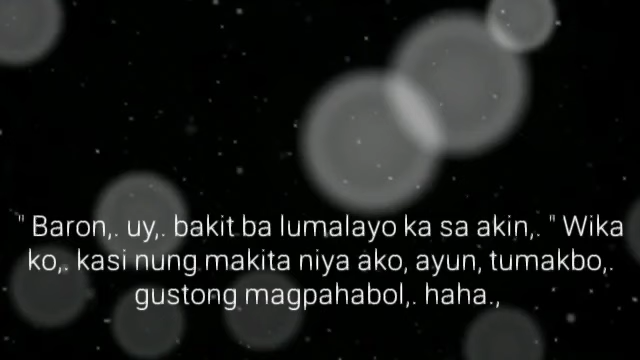 " Baron,. uy,. bakit ba lumalayo ka sa akin,. " Wika
ko,. kasi nung makita niya ako, ayun, tumakbo,.
gustong magpahabol,. haha.,